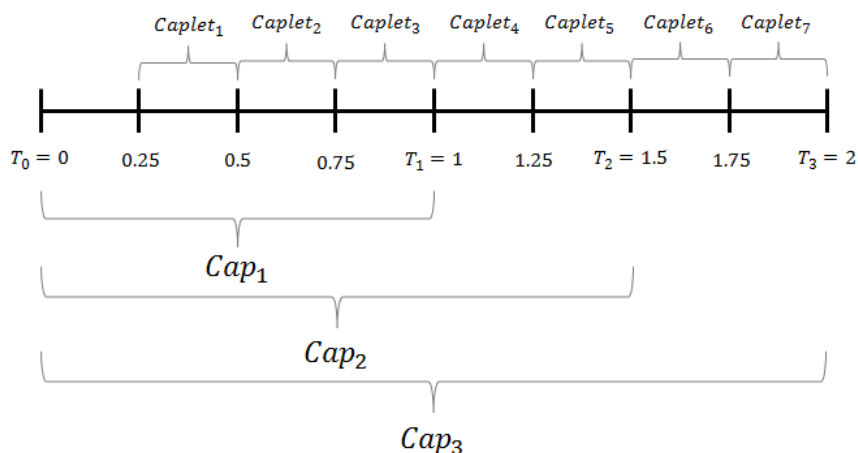 Caplet₁ Caplet₂ Caplet₃ Caplet₄ Caplet₅ Caplet₆ Caplet₇
T₀ = 0 0.25 0.5 0.75 T₁ = 1 1.25 T₂ = 1.5 1.75 T₃ = 2
Cap₁
Cap₂
Cap₃